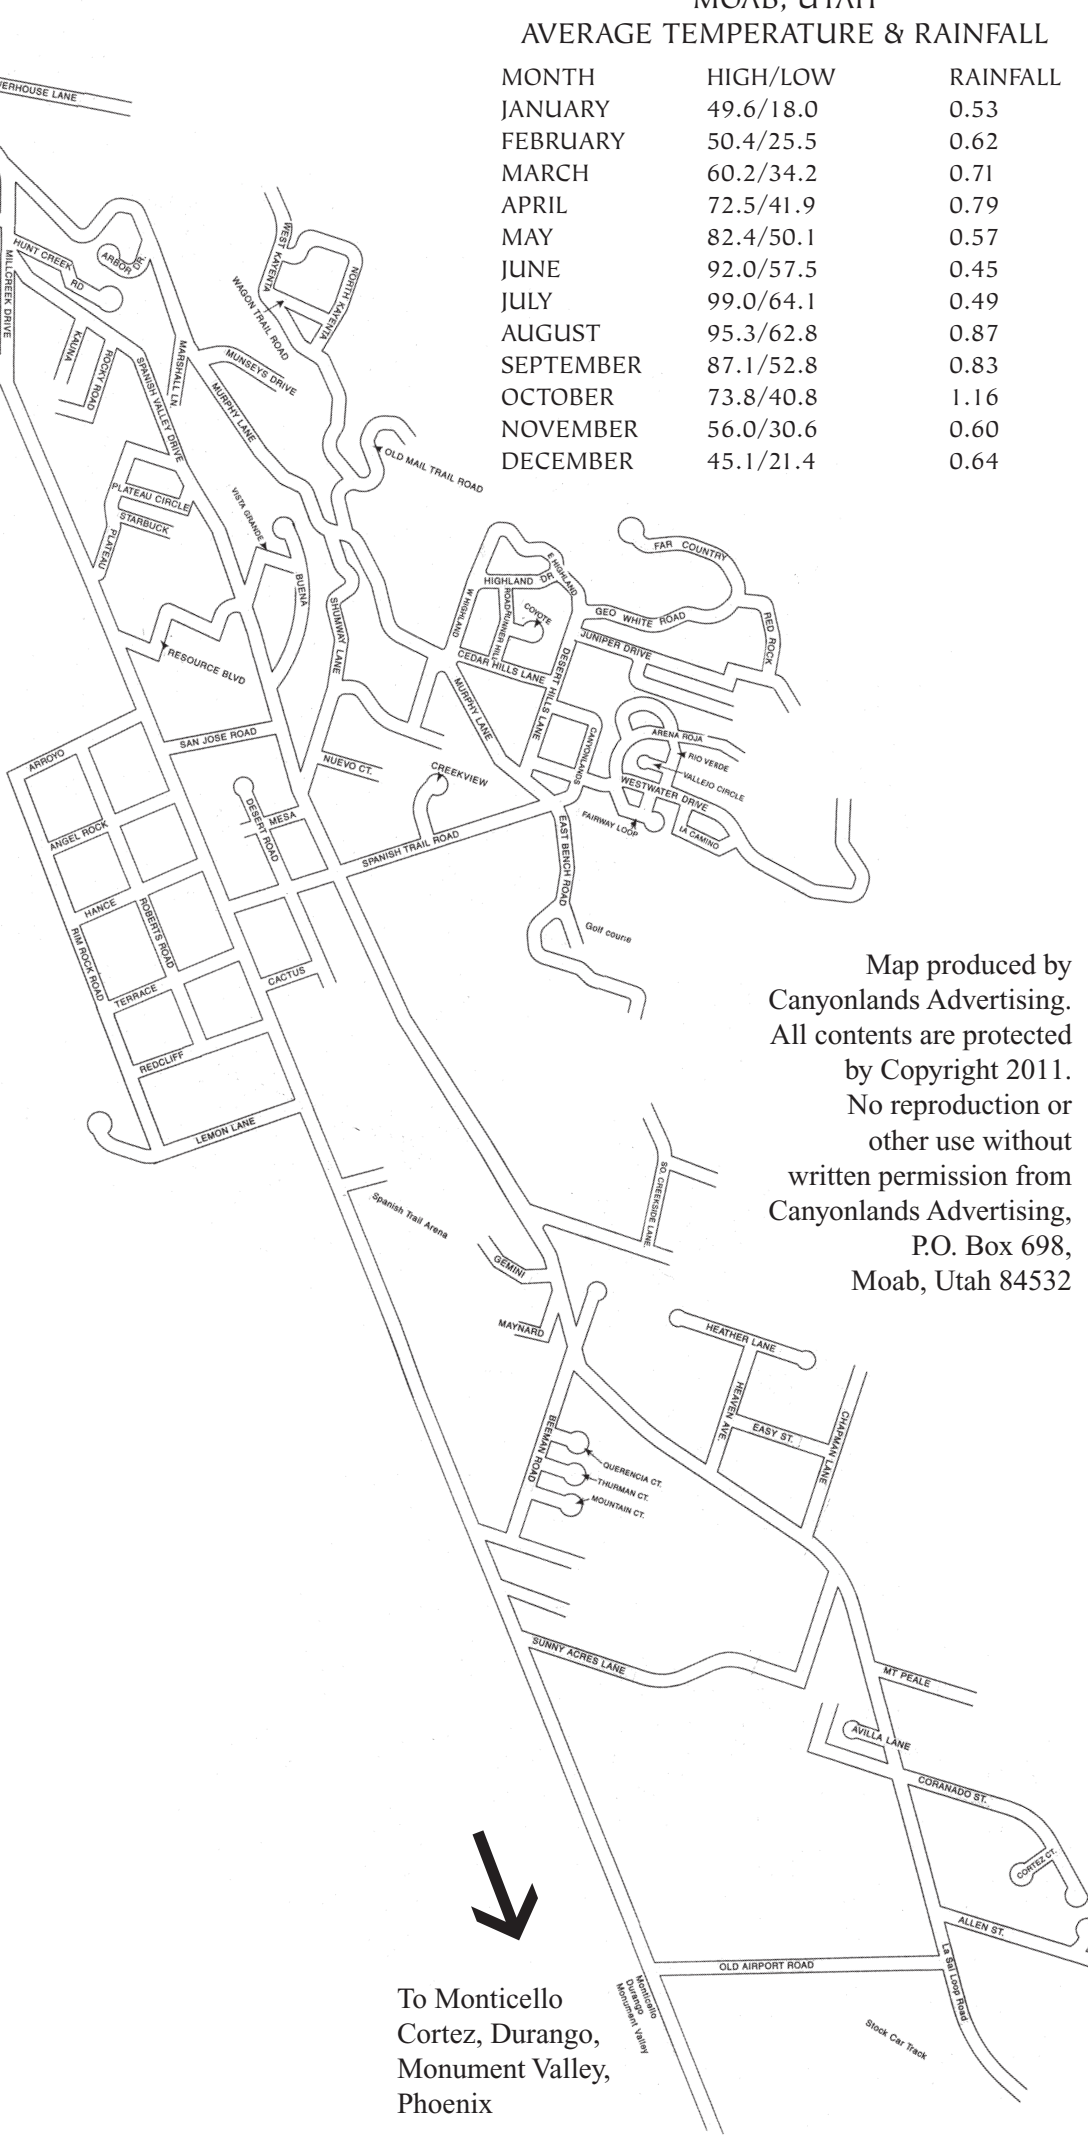 MOAB, UTAH
AVERAGE TEMPERATURE & RAINFALL
MONTH HIGH/LOW RAINFALL
JANUARY 49.6/18.0 0.53
FEBRUARY 50.4/25.5 0.62
MARCH 60.2/34.2 0.71
APRIL 72.5/41.9 0.79
MAY 82.4/50.1 0.57
JUNE 92.0/57.5 0.45
JULY 99.0/64.1 0.49
AUGUST 95.3/62.8 0.87
SEPTEMBER 87.1/52.8 0.83
OCTOBER 73.8/40.8 1.16
NOVEMBER 56.0/30.6 0.60
DECEMBER 45.1/21.4 0.64
ERHOUSE LANE
MILLCREEK DRIVE
HUNT CREEK RD
ARBOR DR.
WEST KAYENTA
NORTH KAYENTA
WAGON TRAIL ROAD
KAUNA
ROCKY ROAD
SPANISH VALLEY DRIVE
MARSHALL LN.
MUNSEYS DRIVE
MURPHY LANE
OLD MAIL TRAIL ROAD
PLATEAU CIRCLE
STARBUCK
PLATEAU
VISTA GRANDE
BUENA
SHUMWAY LANE
RESOURCE BLVD
FAR COUNTRY
E HIGHLAND
HIGHLAND DR
W HIGHLAND
ROADRUNNER HILL
COYOTE
GEO WHITE ROAD
RED ROCK
JUNIPER DRIVE
CEDAR HILLS LANE
DESERT HILLS LANE
MURPHY LANE
CANYONLANDS
ARENA ROJA
RIO VERDE
VALLEJO CIRCLE
WESTWATER DRIVE
FAIRWAY LOOP
LA CAMINO
ARROYO
SAN JOSE ROAD
NUEVO CT.
CREEKVIEW
ANGEL ROCK
DESERT ROAD
MESA
SPANISH TRAIL ROAD
EAST BENCH ROAD
Golf course
HANCE
ROBERTS ROAD
RIM ROCK ROAD
CACTUS
TERRACE
REDCLIFF
LEMON LANE
Map produced by
Canyonlands Advertising.
All contents are protected
by Copyright 2011.
No reproduction or
other use without
written permission from
Canyonlands Advertising,
P.O. Box 698,
Moab, Utah 84532
SO. CREEKSIDE LANE
Spanish Trail Arena
GEMINI
MAYNARD
HEATHER LANE
HEAVEN AVE.
EASY ST.
CHAPMAN LANE
BEEMAN ROAD
QUERENCIA CT.
THURMAN CT.
MOUNTAIN CT.
SUNNY ACRES LANE
MT PEALE
AVILLA LANE
CORANADO ST.
CORTEZ CT.
ALLEN ST.
OLD AIRPORT ROAD
La Sal Loop Road
Stock Car Track
Monticello
Durango
Monument Valley
To Monticello
Cortez, Durango,
Monument Valley,
Phoenix